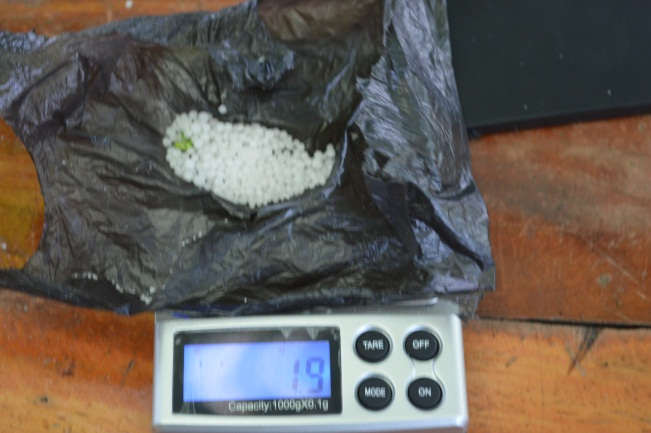 TARE
OFF
19
MODE
ON
Capacity:1000gX0.1g